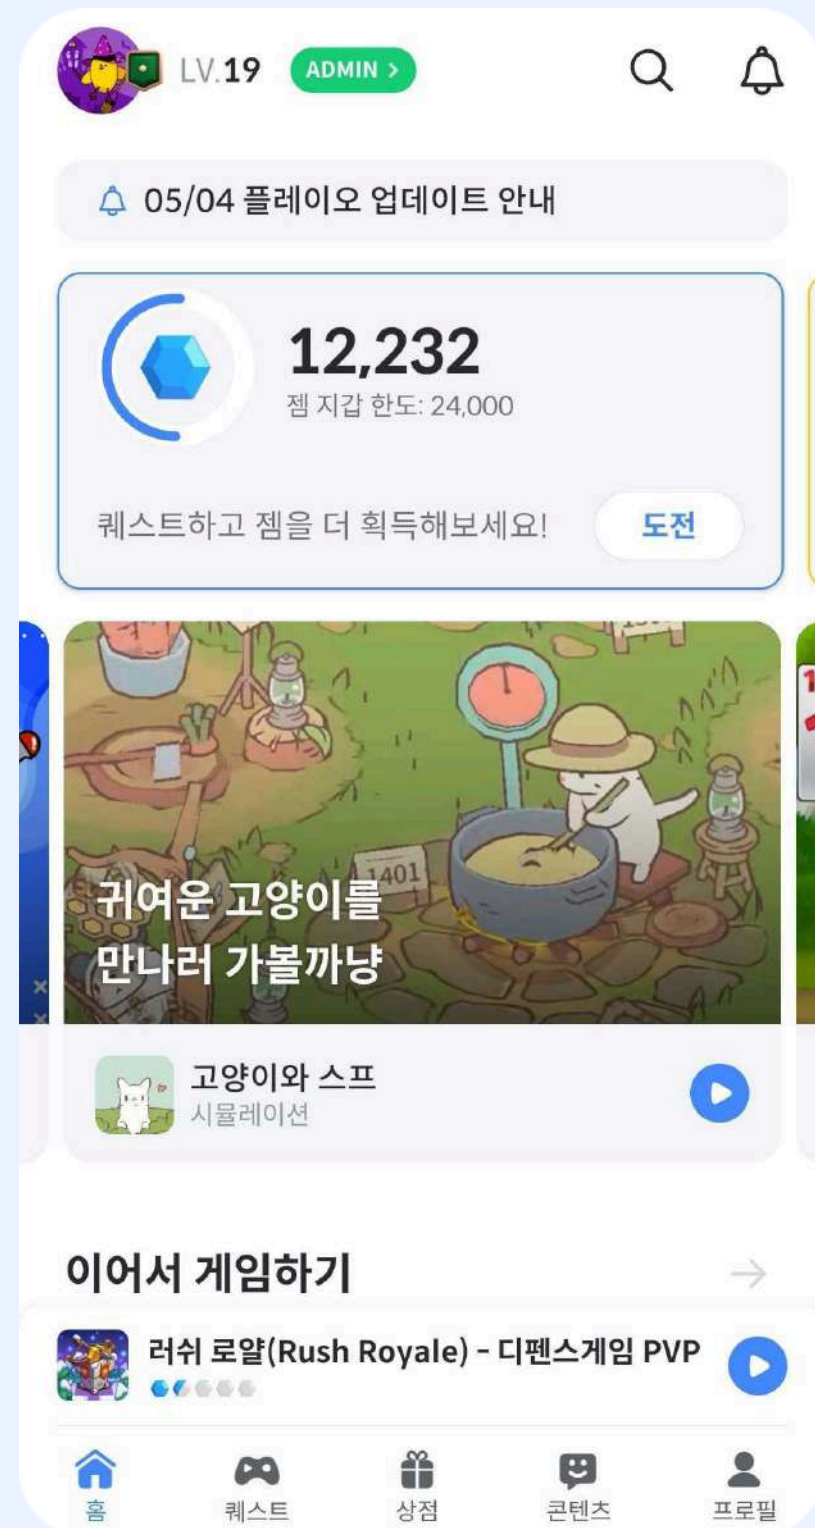 LV.19
ADMIN >
05/04 플레이오 업데이트 안내
12,232
젬 지갑 한도: 24,000
퀘스트하고 젬을 더 획득해보세요!
도전
1401
귀여운 고양이를
만나러 가볼까냥
고양이와 스프
시뮬레이션
이어서 게임하기
러쉬 로얄(Rush Royale) - 디펜스게임 PVP
홈
퀘스트
상점
콘텐츠
프로필